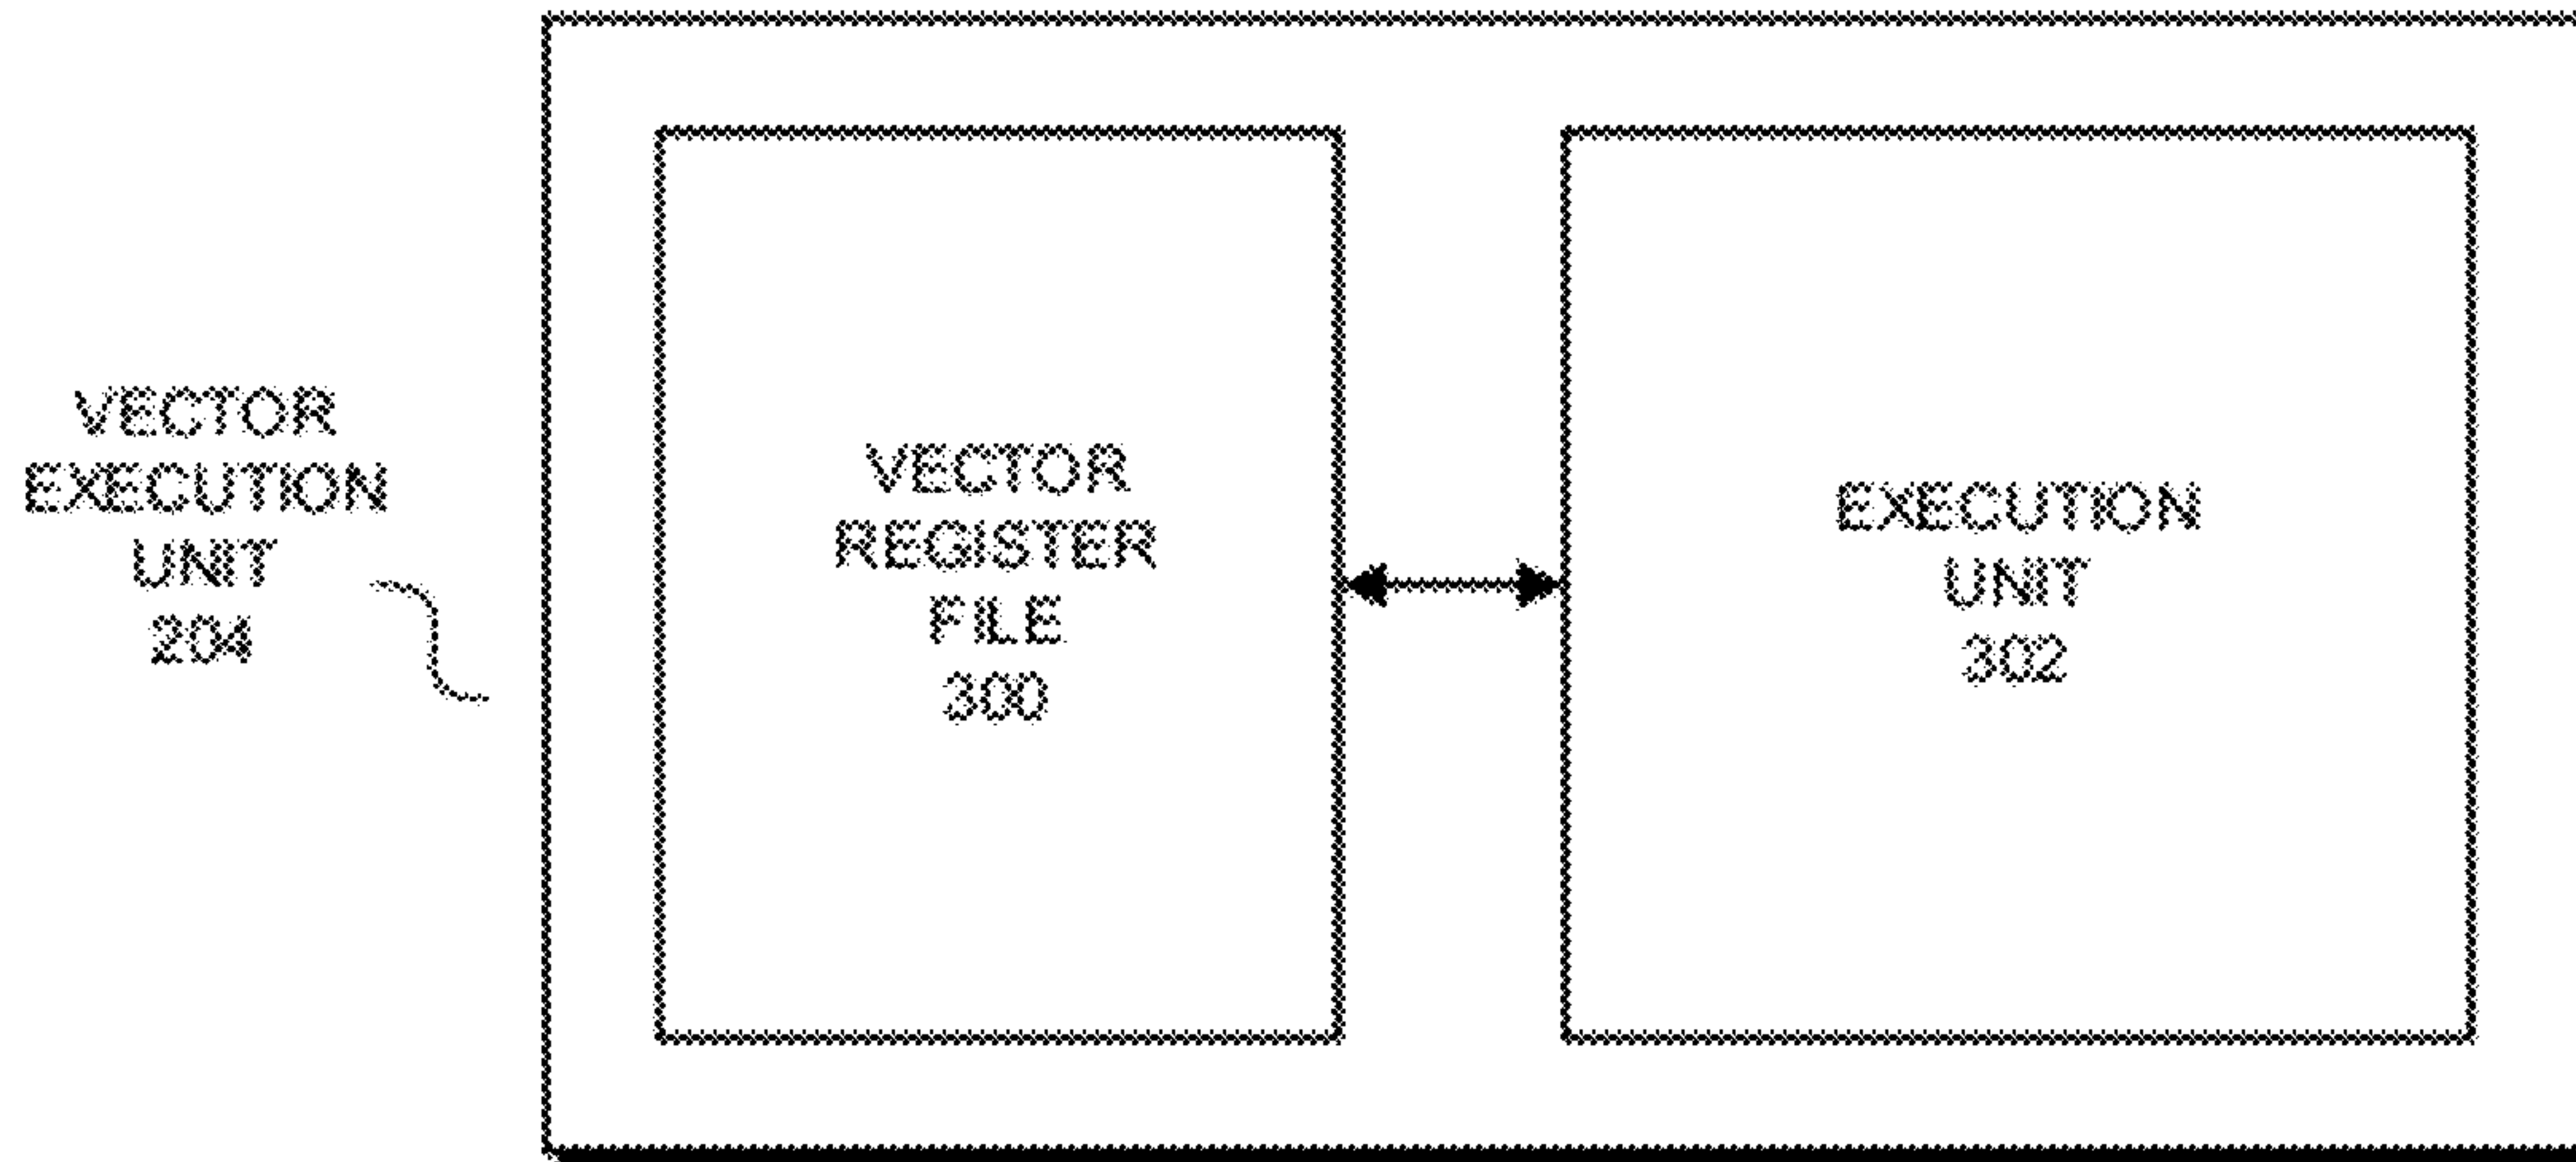 VECTOR
EXECUTION
UNIT
204
VECTOR
REGISTER
FILE
300
EXECUTION
UNIT
302